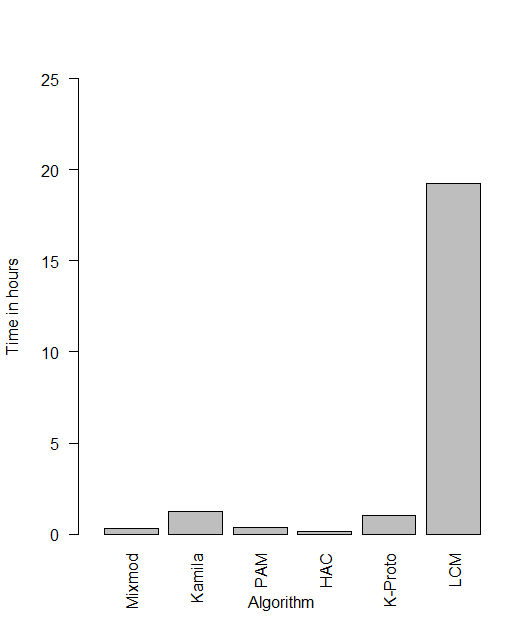 25
20
15
10
5
0
Time in hours
Mixmod
Kamila
PAM
HAC
K-Proto
LCM
Algorithm